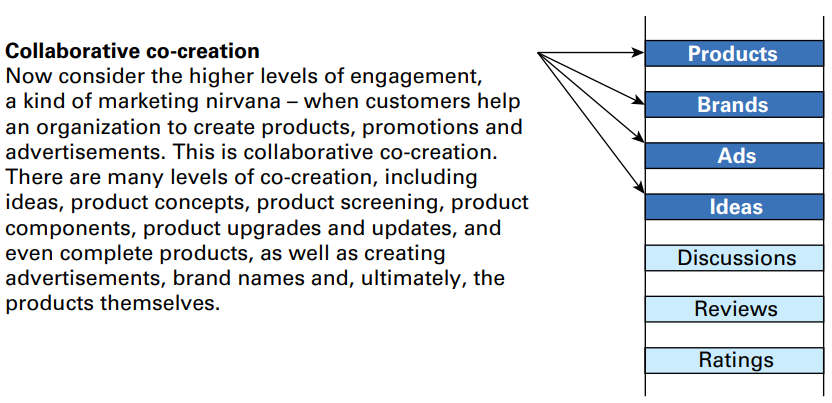 Collaborative co-creation
Now consider the higher levels of engagement,
a kind of marketing nirvana – when customers help
an organization to create products, promotions and
advertisements. This is collaborative co-creation.
There are many levels of co-creation, including
ideas, product concepts, product screening, product
components, product upgrades and updates, and
even complete products, as well as creating
advertisements, brand names and, ultimately, the
products themselves.
Products
Brands
Ads
Ideas
Discussions
Reviews
Ratings